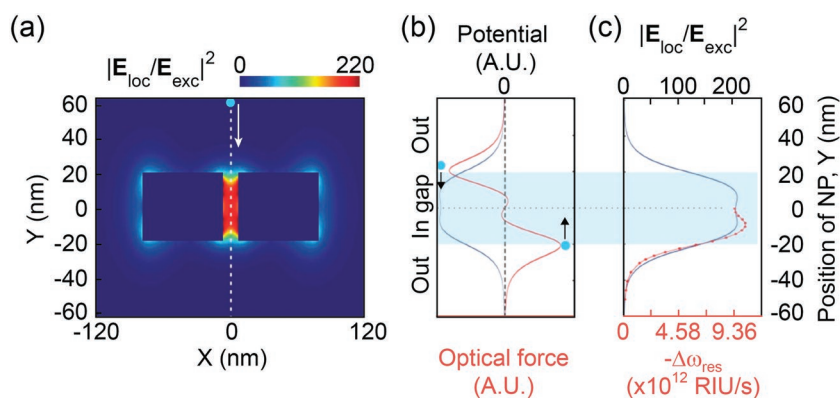 (a)
|E_loc/E_exc|² 0 220
60
40
20
0
-20
-40
-60
Y (nm)
-120 0 120
X (nm)
(b)
Potential
(A.U.)
0
Out
In gap
Out
Optical force
(A.U.)
(c)
|E_loc/E_exc|²
0 100 200
60
40
20
0
-20
-40
-60
Position of NP, Y (nm)
0 4.58 9.36
-Δω_res
(x10¹² RIU/s)